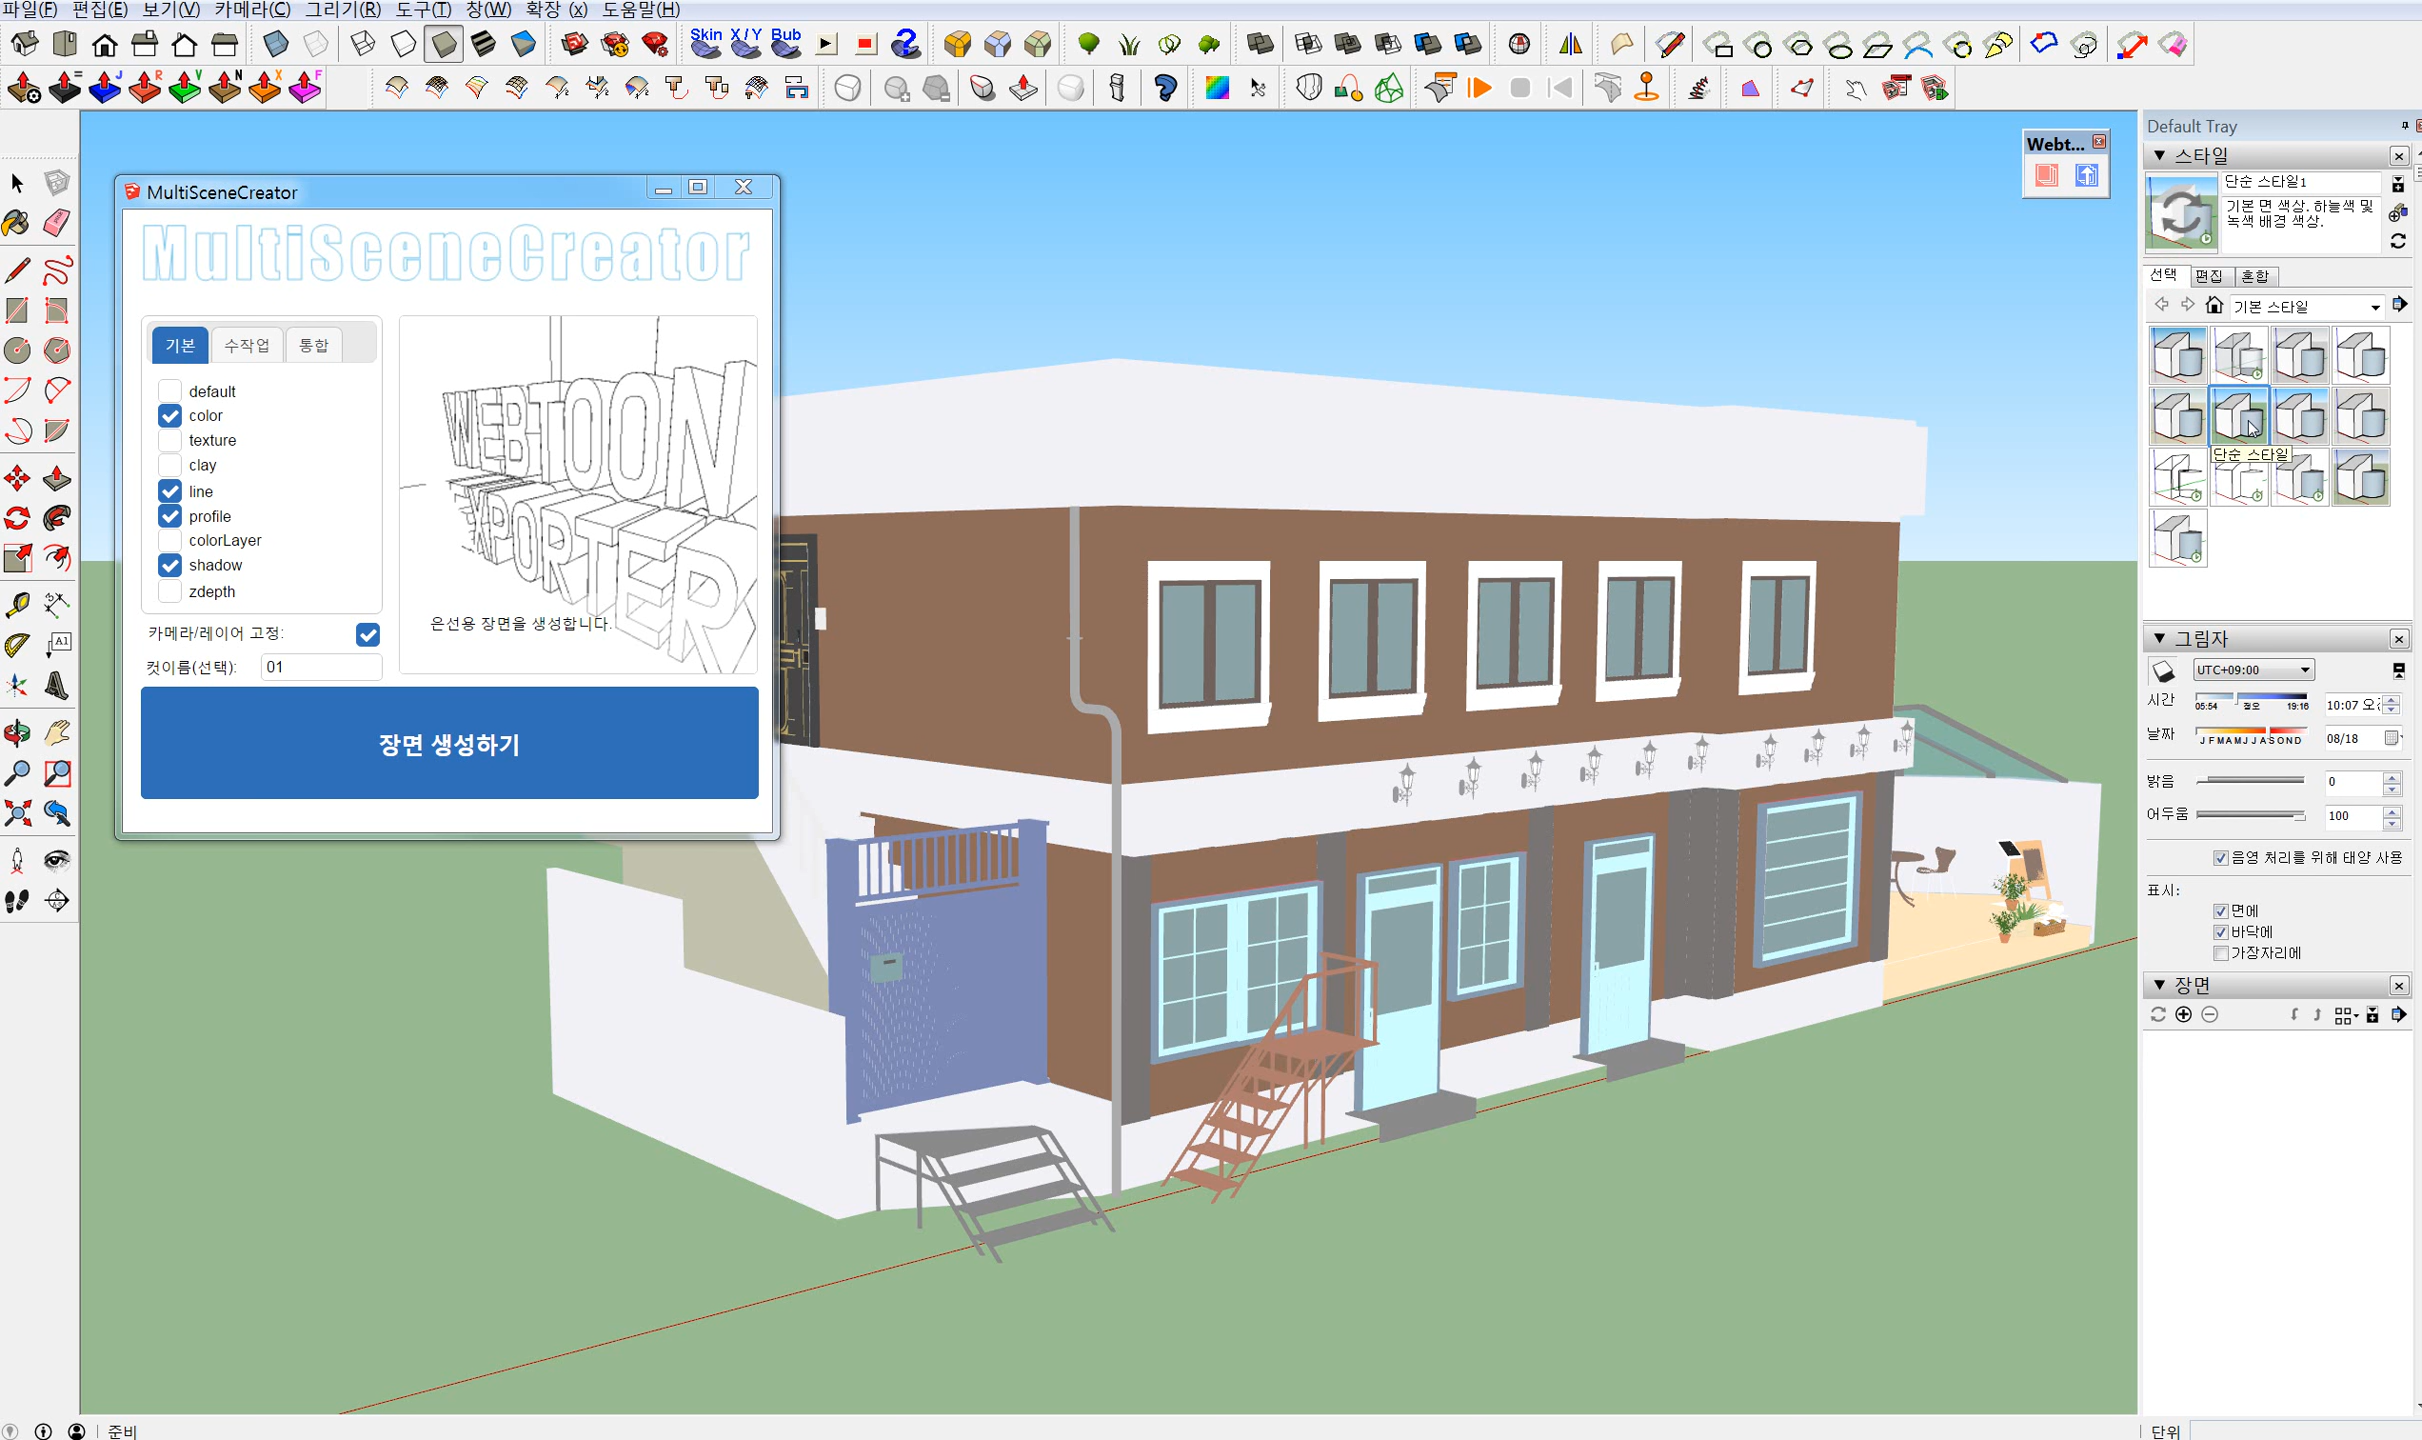 파일(F) 편집(E) 보기(V) 카메라(C) 그리기(R) 도구(T) 창(W) 확장 (x) 도움말(H)
Skin X/Y Bub
= J R V N X F
Default Tray
Webt...
스타일
단순 스타일1
기본 면 색상. 하늘색 및
녹색 배경 색상.
선택 편집 혼합
기본 스타일
단순 스타일
MultiSceneCreator
MultiSceneCreator
기본 수작업 통합
default
color
texture
clay
line
profile
colorLayer
shadow
zdepth
카메라/레이어 고정:
컷이름(선택): 01
WEBTOON
EXPORTER
은선용 장면을 생성합니다.
장면 생성하기
A1
그림자
UTC+09:00
시간 05:54 정오 19:16 10:07 오전
날짜 J F M A M J J A S O N D 08/18
밝음 0
어두움 100
음영 처리를 위해 태양 사용
표시:
면에
바닥에
가장자리에
장면
준비
단위